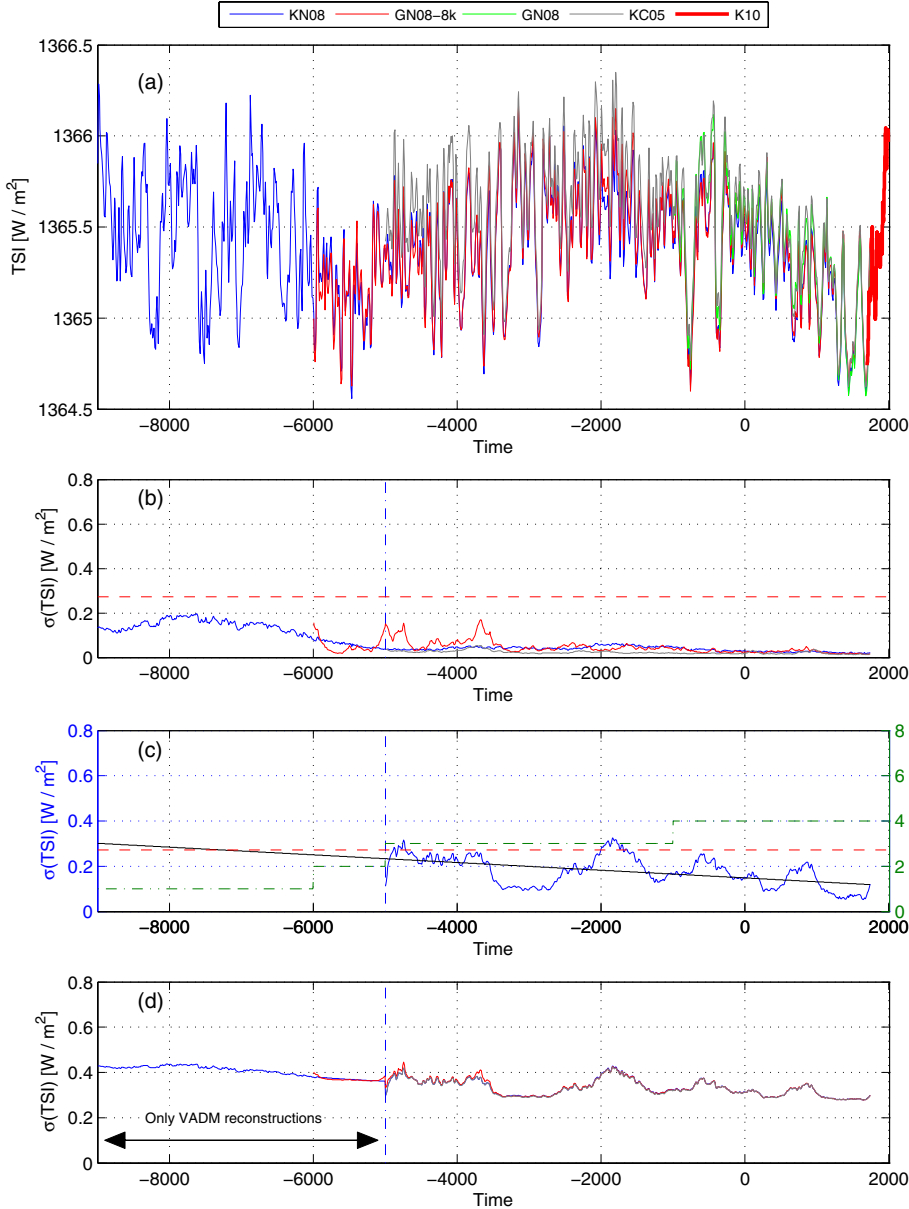 KN08 GN08-8k GN08 KC05 K10
(a)
TSI [W / m²]
1366.5
1366
1365.5
1365
1364.5
−8000 −6000 −4000 −2000 0 2000
Time
(b)
σ(TSI) [W / m²]
0.8
0.6
0.4
0.2
0
−8000 −6000 −4000 −2000 0 2000
Time
(c)
σ(TSI) [W / m²]
0.8 8
0.6 6
0.4 4
0.2 2
0 0
−8000 −6000 −4000 −2000 0 2000
Time
(d)
σ(TSI) [W / m²]
0.8
0.6
0.4
0.2
0
Only VADM reconstructions
−8000 −6000 −4000 −2000 0 2000
Time